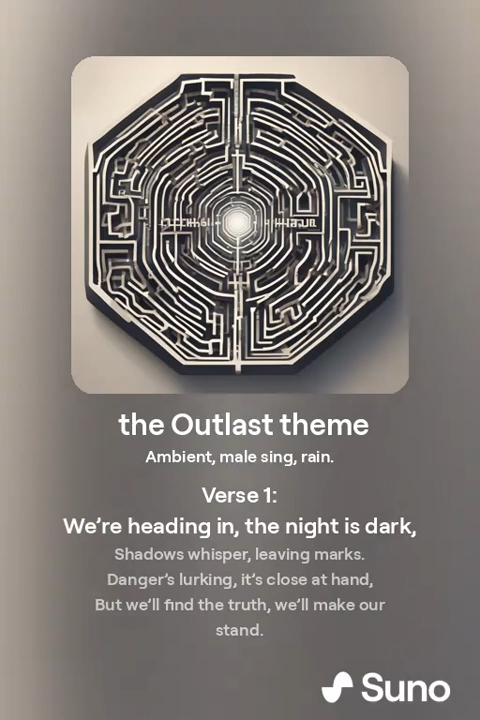 the Outlast theme
Ambient, male sing, rain.
Verse 1:
We’re heading in, the night is dark,
Shadows whisper, leaving marks.
Danger’s lurking, it’s close at hand,
But we’ll find the truth, we’ll make our
stand.
Suno